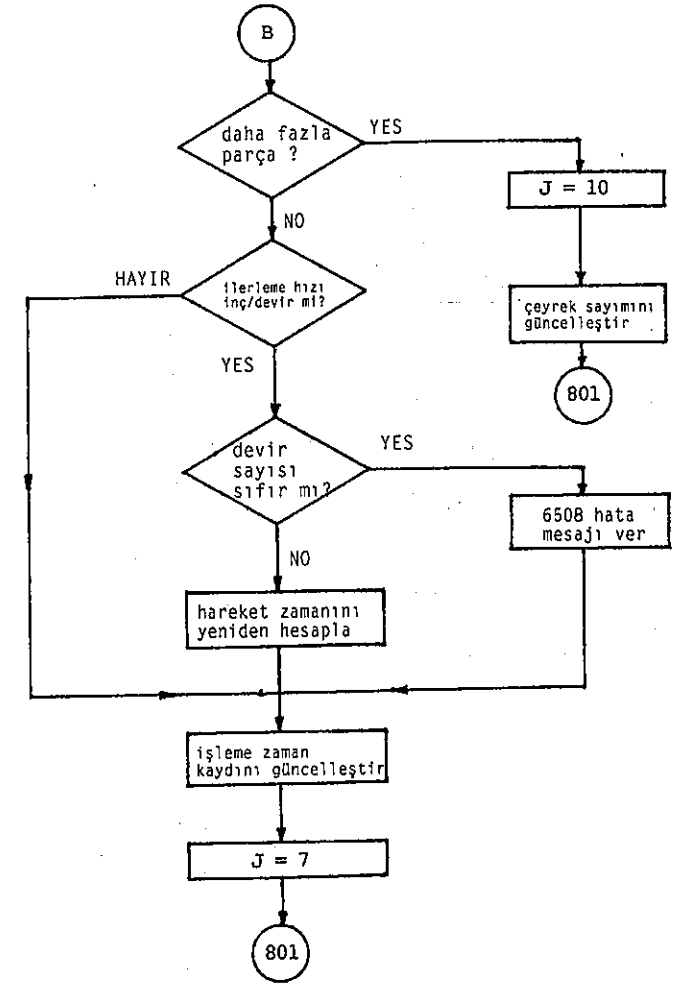 B
daha fazla
parça ?
YES
J = 10
NO
HAYIR
ilerleme hızı
inç/devir mi?
çeyrek sayımını
güncelleştir
YES
801
devir
sayısı
sıfır mı?
YES
6508 hata
mesajı ver
NO
hareket zamanını
yeniden hesapla
işleme zaman
kaydını güncelleştir
J = 7
801